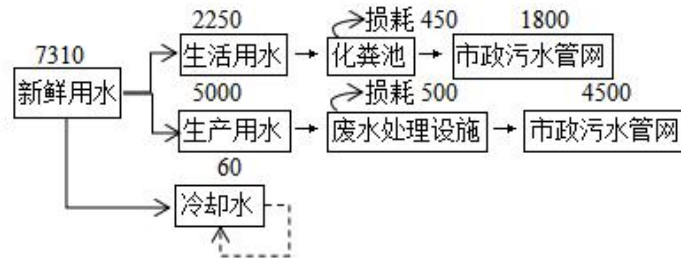 2250
损耗 450
1800
7310
生活用水
化粪池
市政污水管网
新鲜用水
5000
损耗 500
4500
生产用水
废水处理设施
市政污水管网
60
冷却水